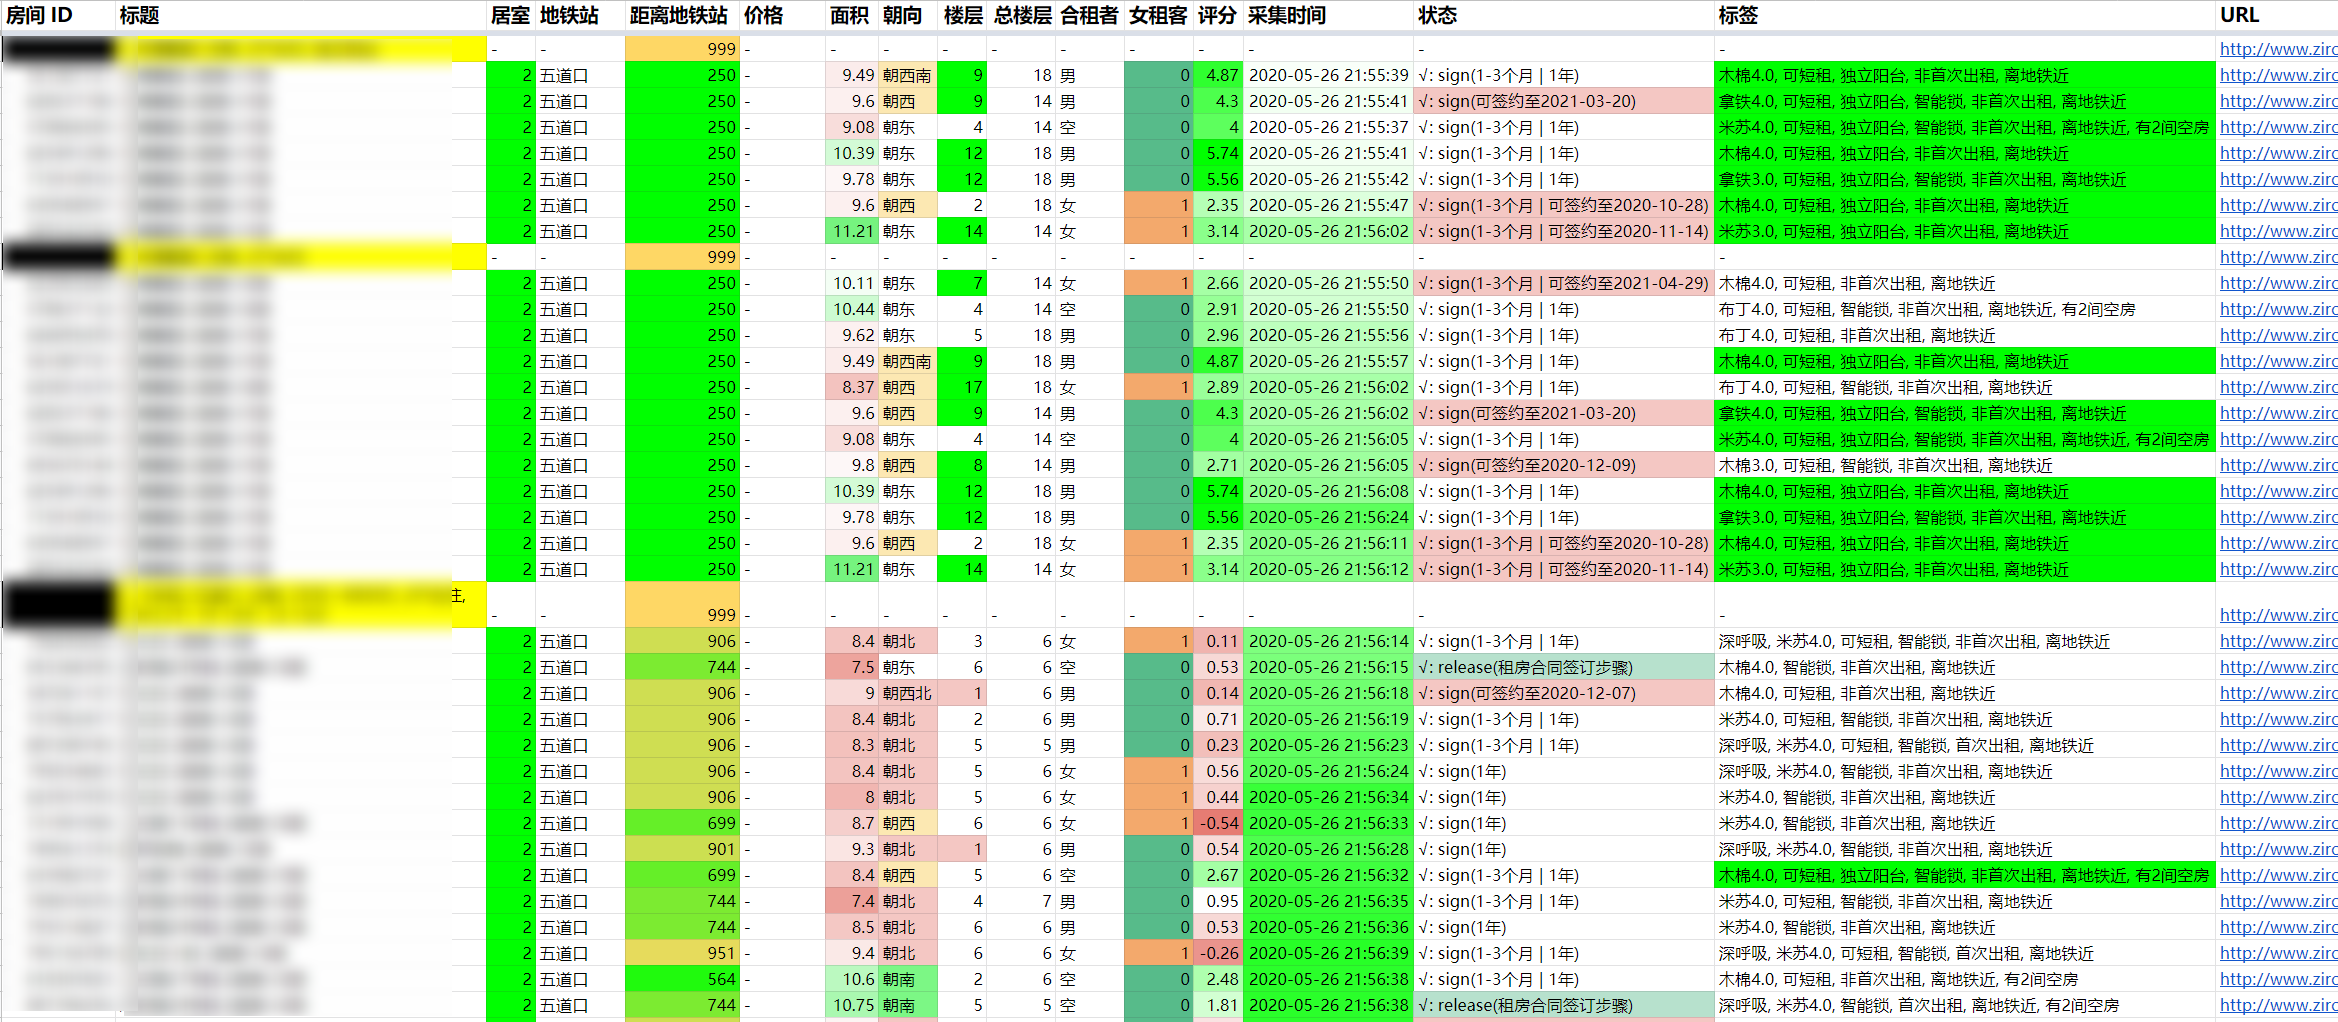 房间 ID 标题 居室 地铁站 距离地铁站 价格 面积 朝向 楼层 总楼层 合租者 女租客 评分 采集时间 状态 标签 URL
- - 999 - - - - - - - - - - - http://www.zirc
2 五道口 250 - 9.49 朝西南 9 18 男 0 4.87 2020-05-26 21:55:39 √: sign(1-3个月 | 1年) 木棉4.0, 可短租, 独立阳台, 非首次出租, 离地铁近 http://www.zirc
2 五道口 250 - 9.6 朝西 9 14 男 0 4.3 2020-05-26 21:55:41 √: sign(可签约至2021-03-20) 拿铁4.0, 可短租, 独立阳台, 智能锁, 非首次出租, 离地铁近 http://www.zirc
2 五道口 250 - 9.08 朝东 4 14 空 0 4 2020-05-26 21:55:37 √: sign(1-3个月 | 1年) 米苏4.0, 可短租, 独立阳台, 智能锁, 非首次出租, 离地铁近, 有2间空房 http://www.zirc
2 五道口 250 - 10.39 朝东 12 18 男 0 5.74 2020-05-26 21:55:41 √: sign(1-3个月 | 1年) 木棉4.0, 可短租, 独立阳台, 非首次出租, 离地铁近 http://www.zirc
2 五道口 250 - 9.78 朝东 12 18 男 0 5.56 2020-05-26 21:55:42 √: sign(1-3个月 | 1年) 拿铁3.0, 可短租, 独立阳台, 智能锁, 非首次出租, 离地铁近 http://www.zirc
2 五道口 250 - 9.6 朝西 2 18 女 1 2.35 2020-05-26 21:55:47 √: sign(1-3个月 | 可签约至2020-10-28) 木棉4.0, 可短租, 独立阳台, 非首次出租, 离地铁近 http://www.zirc
2 五道口 250 - 11.21 朝东 14 14 女 1 3.14 2020-05-26 21:56:02 √: sign(1-3个月 | 可签约至2020-11-14) 米苏3.0, 可短租, 独立阳台, 非首次出租, 离地铁近 http://www.zirc
- - 999 - - - - - - - - - - - http://www.zirc
2 五道口 250 - 10.11 朝东 7 14 女 1 2.66 2020-05-26 21:55:50 √: sign(1-3个月 | 可签约至2021-04-29) 木棉4.0, 可短租, 非首次出租, 离地铁近 http://www.zirc
2 五道口 250 - 10.44 朝东 4 14 空 0 2.91 2020-05-26 21:55:50 √: sign(1-3个月 | 1年) 布丁4.0, 可短租, 智能锁, 非首次出租, 离地铁近, 有2间空房 http://www.zirc
2 五道口 250 - 9.62 朝东 5 18 男 0 2.96 2020-05-26 21:55:56 √: sign(1-3个月 | 1年) 布丁4.0, 可短租, 非首次出租, 离地铁近 http://www.zirc
2 五道口 250 - 9.49 朝西南 9 18 男 0 4.87 2020-05-26 21:55:57 √: sign(1-3个月 | 1年) 木棉4.0, 可短租, 独立阳台, 非首次出租, 离地铁近 http://www.zirc
2 五道口 250 - 8.37 朝西 17 18 女 1 2.89 2020-05-26 21:56:02 √: sign(1-3个月 | 1年) 布丁4.0, 可短租, 智能锁, 非首次出租, 离地铁近 http://www.zirc
2 五道口 250 - 9.6 朝西 9 14 男 0 4.3 2020-05-26 21:56:02 √: sign(可签约至2021-03-20) 拿铁4.0, 可短租, 独立阳台, 智能锁, 非首次出租, 离地铁近 http://www.zirc
2 五道口 250 - 9.08 朝东 4 14 空 0 4 2020-05-26 21:56:05 √: sign(1-3个月 | 1年) 米苏4.0, 可短租, 独立阳台, 智能锁, 非首次出租, 离地铁近, 有2间空房 http://www.zirc
2 五道口 250 - 9.8 朝西 8 14 男 0 2.71 2020-05-26 21:56:05 √: sign(可签约至2020-12-09) 木棉3.0, 可短租, 智能锁, 非首次出租, 离地铁近 http://www.zirc
2 五道口 250 - 10.39 朝东 12 18 男 0 5.74 2020-05-26 21:56:08 √: sign(1-3个月 | 1年) 木棉4.0, 可短租, 独立阳台, 非首次出租, 离地铁近 http://www.zirc
2 五道口 250 - 9.78 朝东 12 18 男 0 5.56 2020-05-26 21:56:24 √: sign(1-3个月 | 1年) 拿铁3.0, 可短租, 独立阳台, 智能锁, 非首次出租, 离地铁近 http://www.zirc
2 五道口 250 - 9.6 朝西 2 18 女 1 2.35 2020-05-26 21:56:11 √: sign(1-3个月 | 可签约至2020-10-28) 木棉4.0, 可短租, 独立阳台, 非首次出租, 离地铁近 http://www.zirc
2 五道口 250 - 11.21 朝东 14 14 女 1 3.14 2020-05-26 21:56:12 √: sign(1-3个月 | 可签约至2020-11-14) 米苏3.0, 可短租, 独立阳台, 非首次出租, 离地铁近 http://www.zirc
主,
- - 999 - - - - - - - - - - - http://www.zirc
2 五道口 906 - 8.4 朝北 3 6 女 1 0.11 2020-05-26 21:56:14 √: sign(1-3个月 | 1年) 深呼吸, 米苏4.0, 可短租, 智能锁, 非首次出租, 离地铁近 http://www.zirc
2 五道口 744 - 7.5 朝东 6 6 空 0 0.53 2020-05-26 21:56:15 √: release(租房合同签订步骤) 木棉4.0, 智能锁, 非首次出租, 离地铁近 http://www.zirc
2 五道口 906 - 9 朝西北 1 6 男 0 0.14 2020-05-26 21:56:18 √: sign(可签约至2020-12-07) 木棉4.0, 可短租, 非首次出租, 离地铁近 http://www.zirc
2 五道口 906 - 8.4 朝北 2 6 男 0 0.71 2020-05-26 21:56:19 √: sign(1-3个月 | 1年) 米苏4.0, 可短租, 智能锁, 非首次出租, 离地铁近 http://www.zirc
2 五道口 906 - 8.3 朝北 5 5 男 0 0.23 2020-05-26 21:56:23 √: sign(1-3个月 | 1年) 深呼吸, 米苏4.0, 可短租, 智能锁, 首次出租, 离地铁近 http://www.zirc
2 五道口 906 - 8.4 朝北 5 6 女 1 0.56 2020-05-26 21:56:24 √: sign(1年) 深呼吸, 米苏4.0, 智能锁, 非首次出租, 离地铁近 http://www.zirc
2 五道口 906 - 8 朝北 5 6 女 1 0.44 2020-05-26 21:56:34 √: sign(1年) 米苏4.0, 智能锁, 非首次出租, 离地铁近 http://www.zirc
2 五道口 699 - 8.7 朝西 6 6 女 1 -0.54 2020-05-26 21:56:33 √: sign(1年) 米苏4.0, 智能锁, 非首次出租, 离地铁近 http://www.zirc
2 五道口 901 - 9.3 朝北 1 6 男 0 0.54 2020-05-26 21:56:28 √: sign(1年) 深呼吸, 米苏4.0, 智能锁, 非首次出租, 离地铁近 http://www.zirc
2 五道口 699 - 8.4 朝西 5 6 空 0 2.67 2020-05-26 21:56:32 √: sign(1-3个月 | 1年) 木棉4.0, 可短租, 独立阳台, 智能锁, 非首次出租, 离地铁近, 有2间空房 http://www.zirc
2 五道口 744 - 7.4 朝北 4 7 男 0 0.95 2020-05-26 21:56:35 √: sign(1-3个月 | 1年) 米苏4.0, 可短租, 智能锁, 非首次出租, 离地铁近 http://www.zirc
2 五道口 744 - 8.5 朝北 6 6 男 0 0.53 2020-05-26 21:56:36 √: sign(1年) 米苏4.0, 智能锁, 非首次出租, 离地铁近 http://www.zirc
2 五道口 951 - 9.4 朝北 6 6 女 1 -0.26 2020-05-26 21:56:39 √: sign(1-3个月 | 1年) 深呼吸, 米苏4.0, 可短租, 智能锁, 首次出租, 离地铁近 http://www.zirc
2 五道口 564 - 10.6 朝南 2 6 空 0 2.48 2020-05-26 21:56:38 √: sign(1-3个月 | 1年) 木棉4.0, 可短租, 非首次出租, 离地铁近, 有2间空房 http://www.zirc
2 五道口 744 - 10.75 朝南 5 5 空 0 1.81 2020-05-26 21:56:38 √: release(租房合同签订步骤) 深呼吸, 米苏4.0, 智能锁, 首次出租, 离地铁近, 有2间空房 http://www.zirc